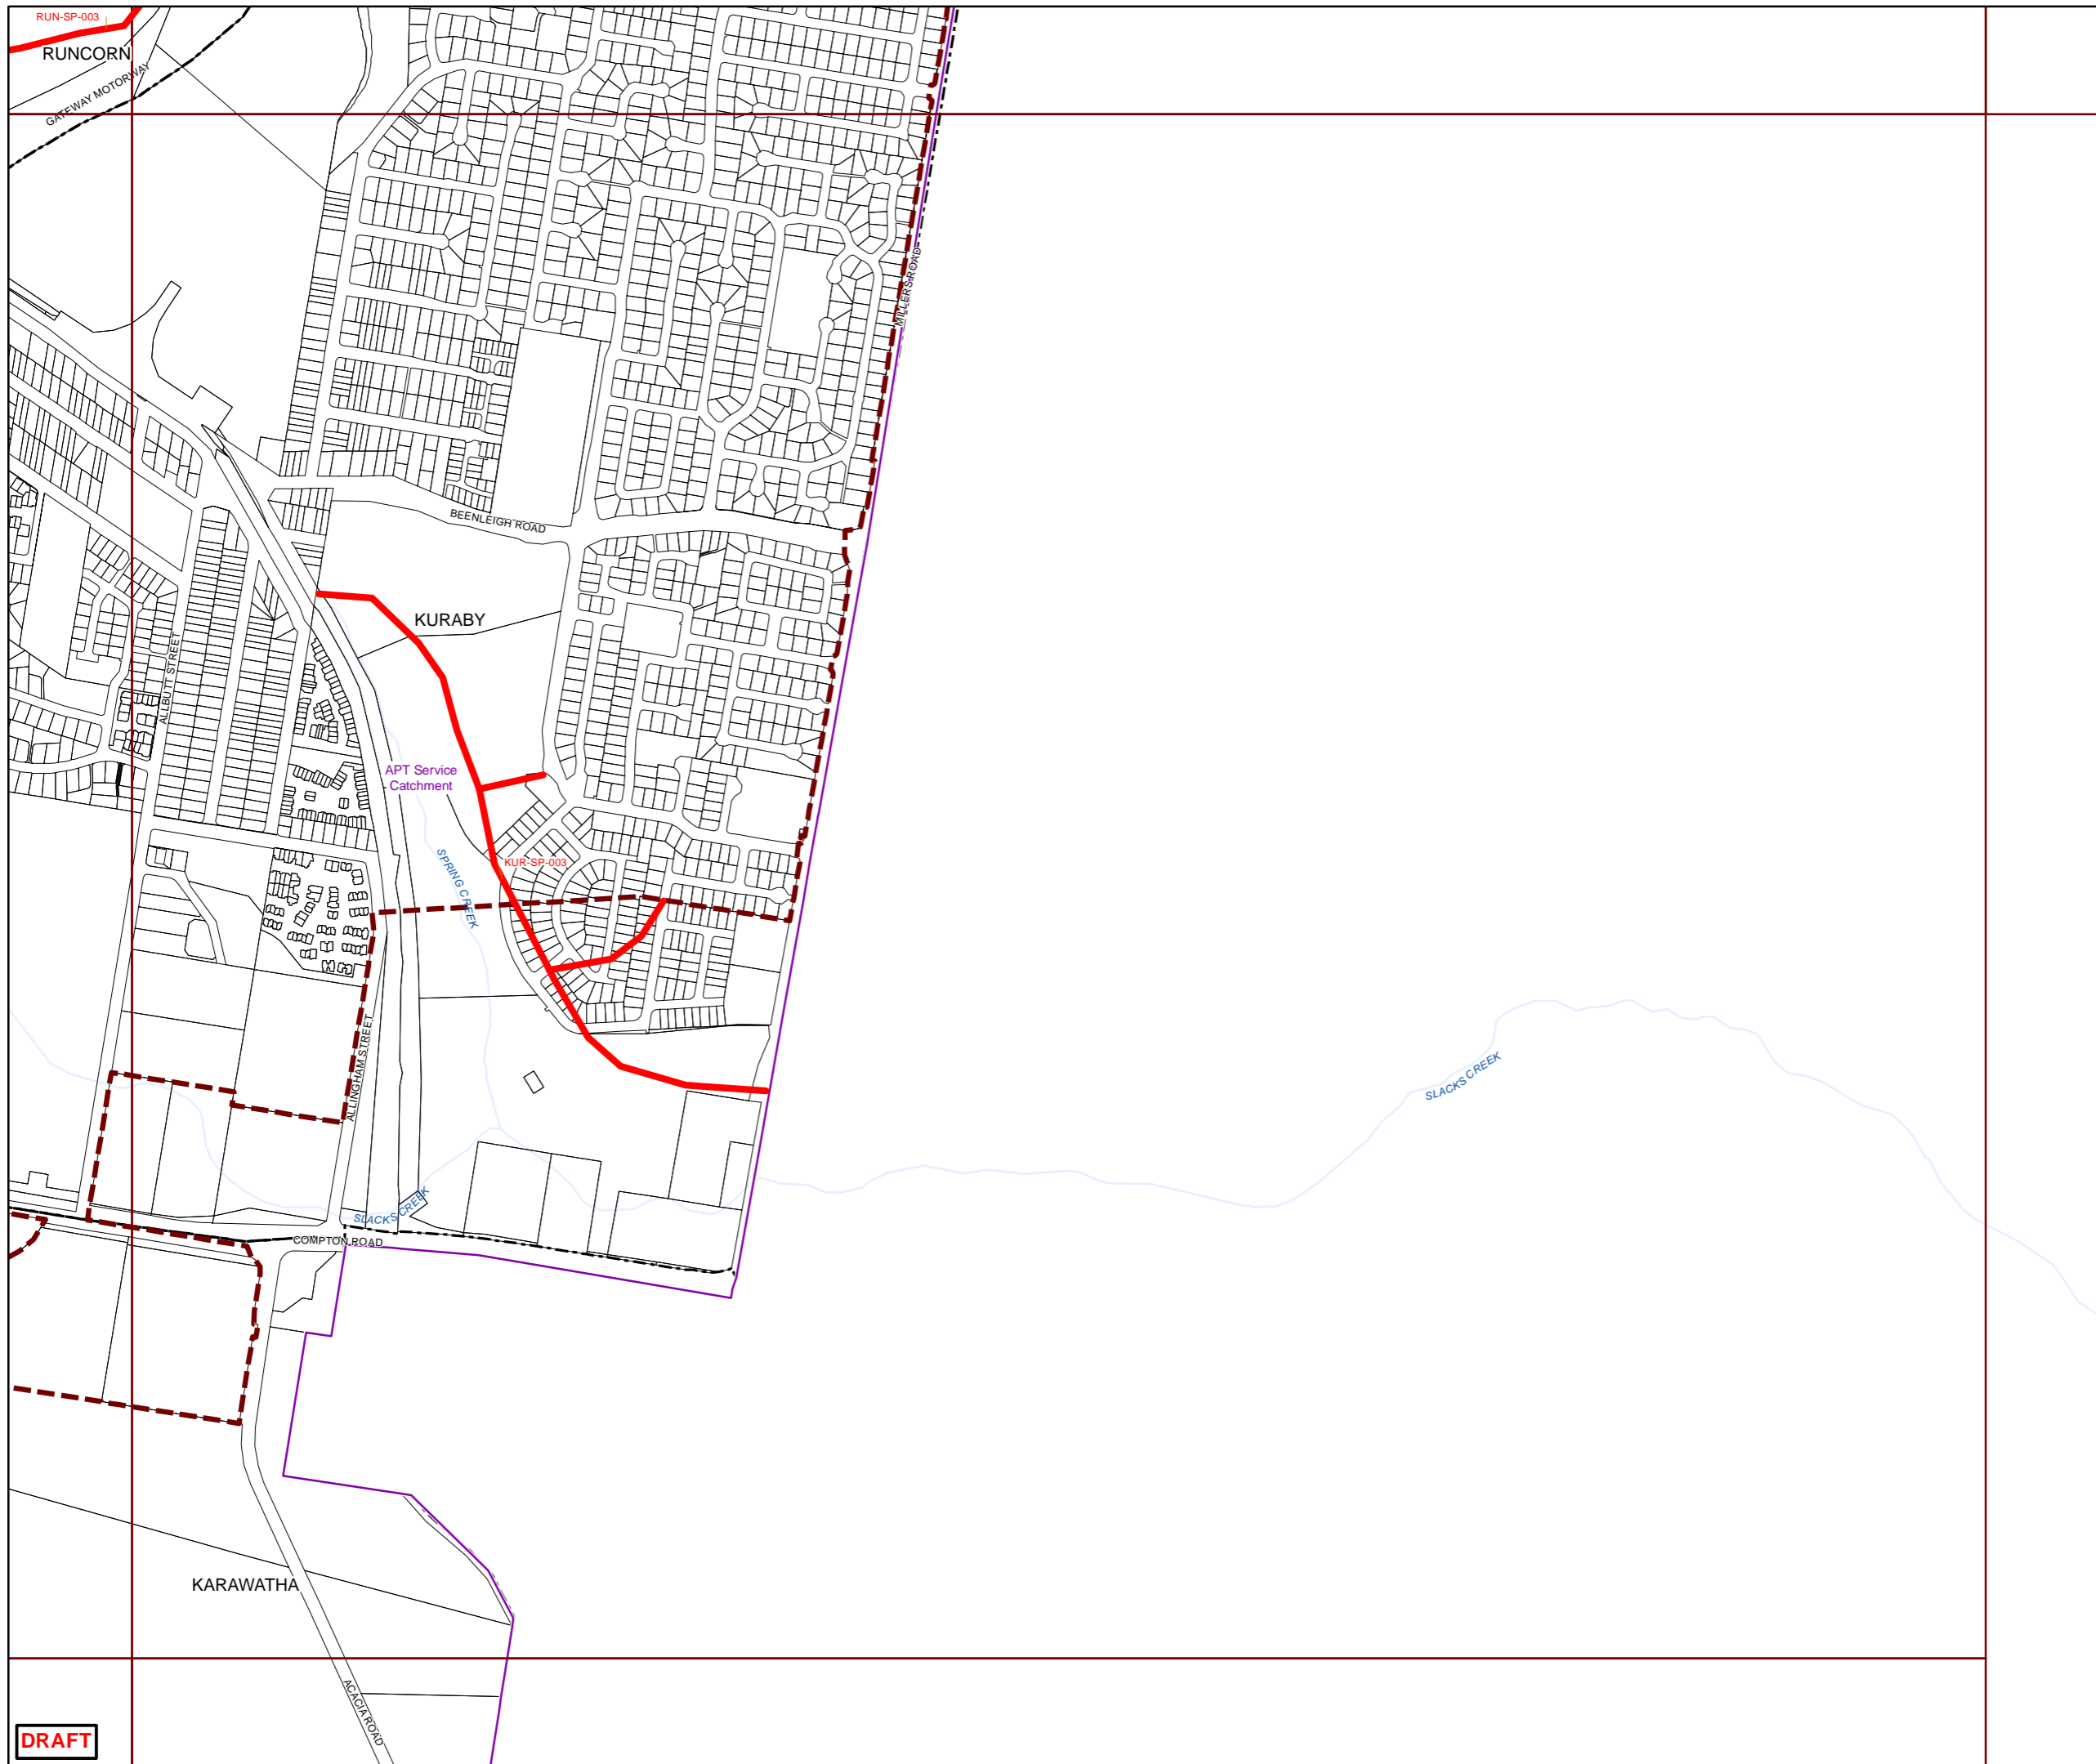 RUN-SP-003
RUNCORN
GATEWAY MOTORWAY
MILLERS ROAD
BEENLEIGH ROAD
KURABY
ALLBUTT STREET
APT Service
Catchment
KUR-SP-003
SPRING CREEK
ALLINGHAM STREET
SLACKS CREEK
SLACKS CREEK
COMPTON ROAD
KARAWATHA
ACACIA ROAD
DRAFT